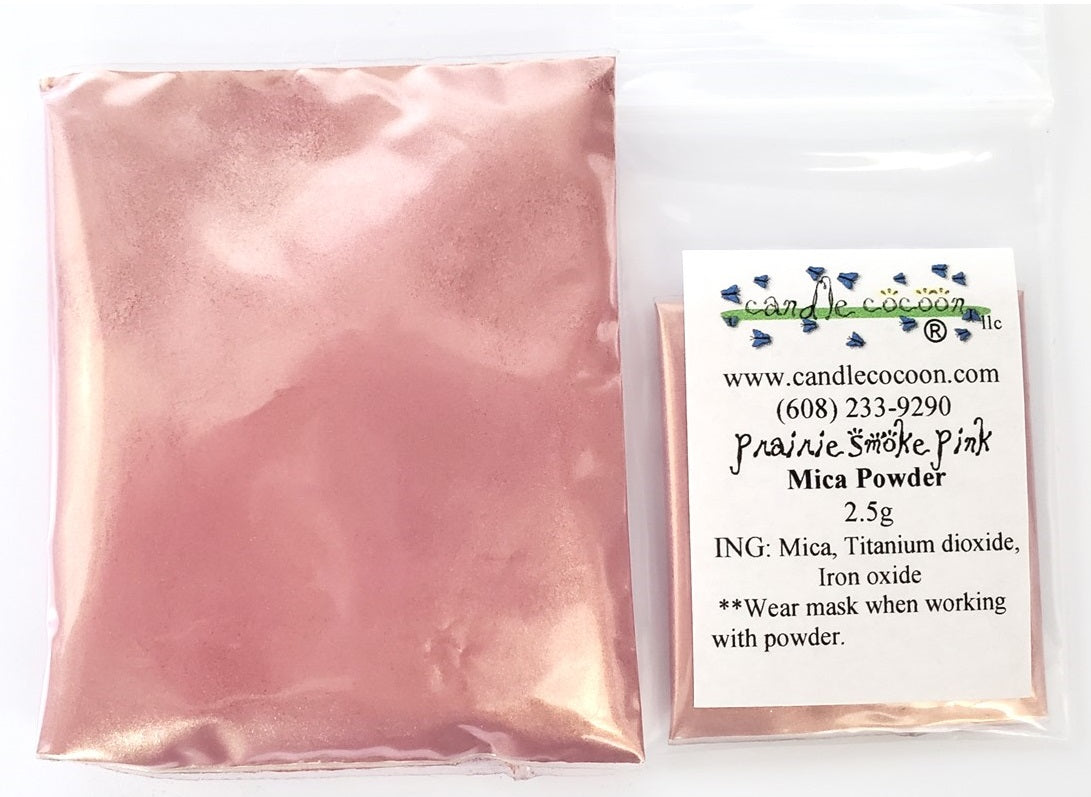 candle cocoon
®
llc
www.candlecocoon.com
(608) 233-9290
Prairie Smoke Pink
Mica Powder
2.5g
ING: Mica, Titanium dioxide,
Iron oxide
**Wear mask when working
with powder.